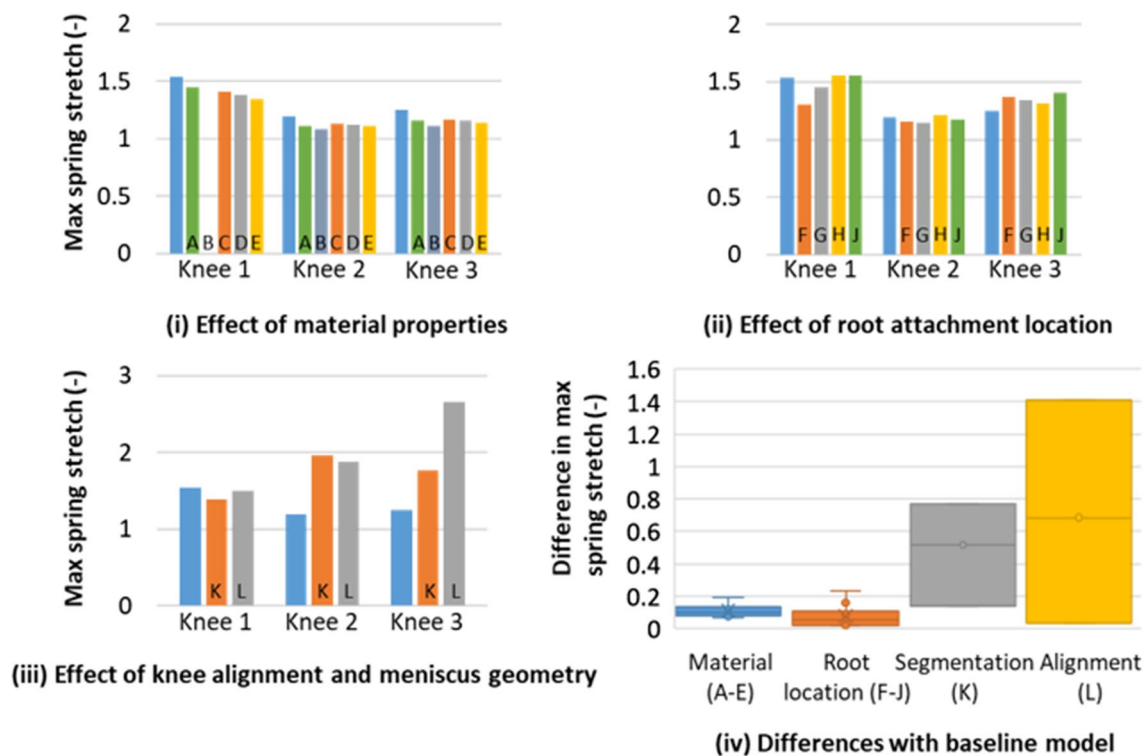 2
1.5
1
0.5
0
Max spring stretch (-)
A B C D E
A B C D E
A B C D E
Knee 1 Knee 2 Knee 3
(i) Effect of material properties
2
1.5
1
0.5
0
Max spring stretch (-)
F G H J
F G H J
F G H J
Knee 1 Knee 2 Knee 3
(ii) Effect of root attachment location
3
2
1
0
Max spring stretch (-)
K L
K L
K L
Knee 1 Knee 2 Knee 3
(iii) Effect of knee alignment and meniscus geometry
1.6
1.4
1.2
1
0.8
0.6
0.4
0.2
0
Difference in max
spring stretch (-)
Material Root Segmentation Alignment
(A-E) location (F-J) (K) (L)
(iv) Differences with baseline model